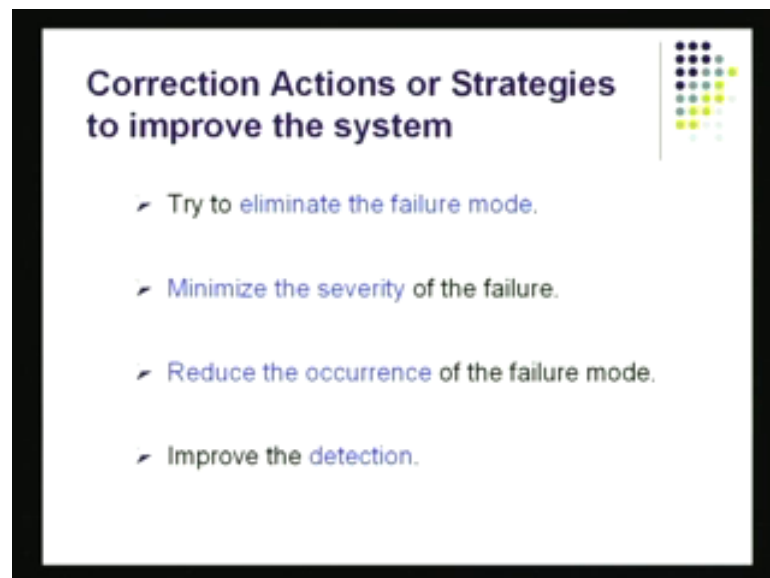 Correction Actions or Strategies
to improve the system
Try to eliminate the failure mode.
Minimize the severity of the failure.
Reduce the occurrence of the failure mode.
Improve the detection.